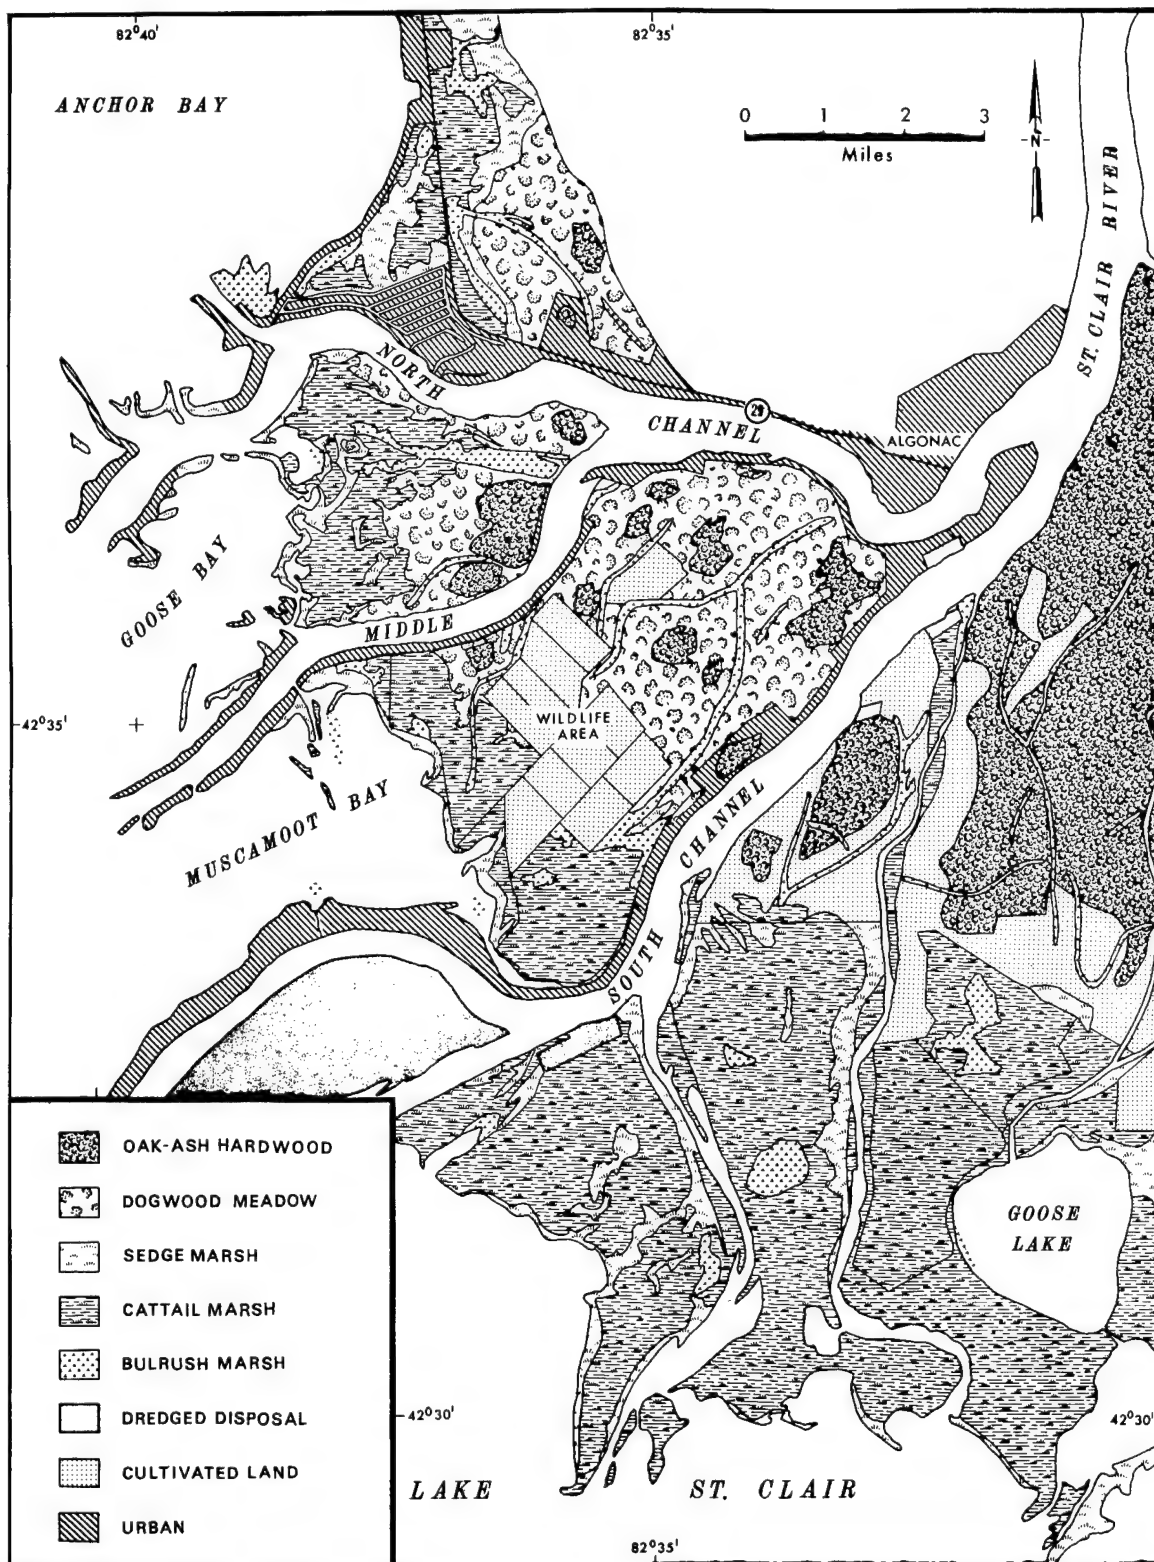 82°40'
82°35'
ANCHOR BAY
0 1 2 3
Miles
N
ST. CLAIR RIVER
NORTH
CHANNEL
29
ALGONAC
GOOSE BAY
MIDDLE
42°35'
WILDLIFE
AREA
MUSCAMOOT BAY
SOUTH CHANNEL
OAK-ASH HARDWOOD
DOGWOOD MEADOW
SEDGE MARSH
CATTAIL MARSH
BULRUSH MARSH
DREDGED DISPOSAL
CULTIVATED LAND
URBAN
GOOSE
LAKE
42°30'
42°30'
LAKE ST. CLAIR
82°35'